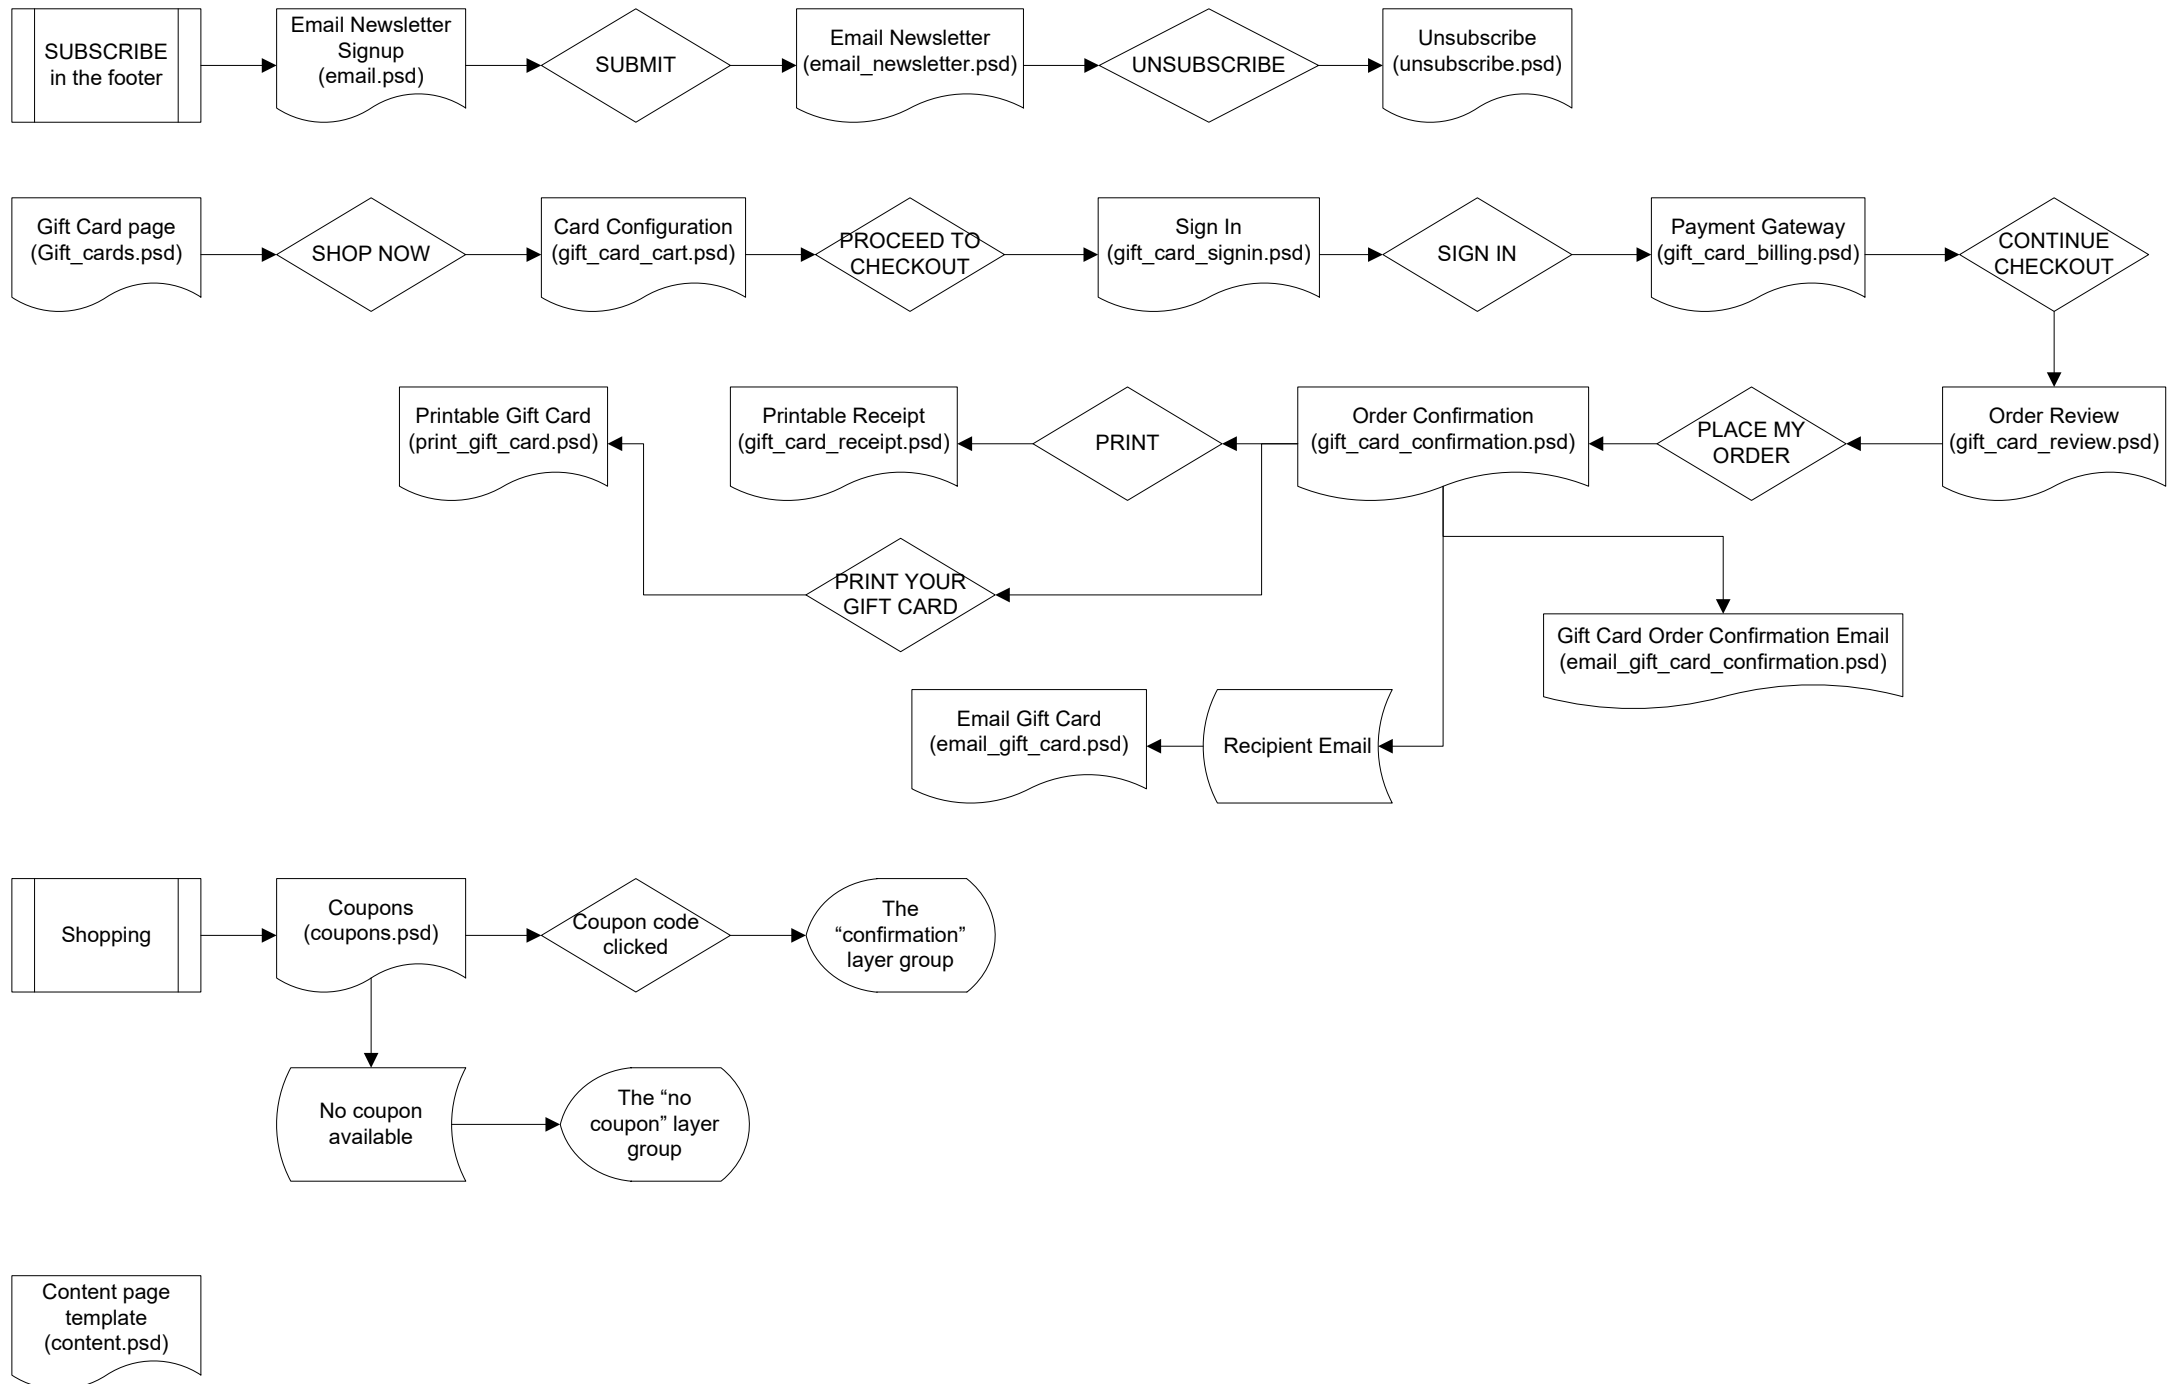 SUBSCRIBE
in the footer
Email Newsletter
Signup
(email.psd)
SUBMIT
Email Newsletter
(email_newsletter.psd)
UNSUBSCRIBE
Unsubscribe
(unsubscribe.psd)
Gift Card page
(Gift_cards.psd)
SHOP NOW
Card Configuration
(gift_card_cart.psd)
PROCEED TO
CHECKOUT
Sign In
(gift_card_signin.psd)
SIGN IN
Payment Gateway
(gift_card_billing.psd)
CONTINUE
CHECKOUT
Printable Gift Card
(print_gift_card.psd)
Printable Receipt
(gift_card_receipt.psd)
PRINT
Order Confirmation
(gift_card_confirmation.psd)
PLACE MY
ORDER
Order Review
(gift_card_review.psd)
PRINT YOUR
GIFT CARD
Gift Card Order Confirmation Email
(email_gift_card_confirmation.psd)
Email Gift Card
(email_gift_card.psd)
Recipient Email
Shopping
Coupons
(coupons.psd)
Coupon code
clicked
The
“confirmation”
layer group
No coupon
available
The “no
coupon” layer
group
Content page
template
(content.psd)